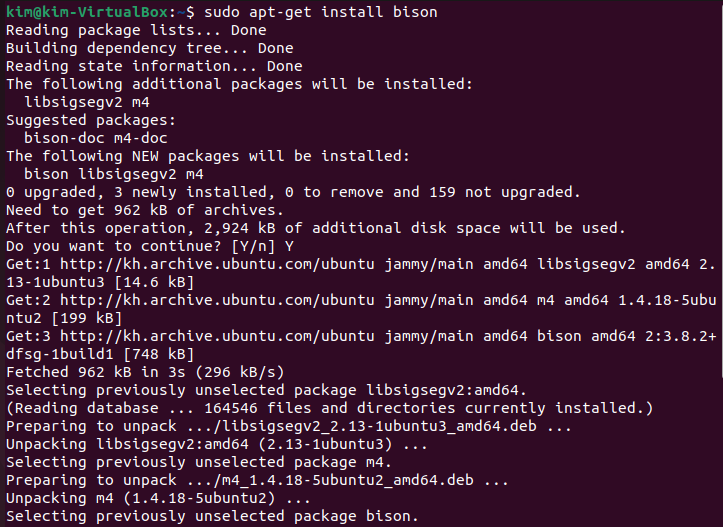 kim@kim-VirtualBox:~$ sudo apt-get install bison
Reading package lists... Done
Building dependency tree... Done
Reading state information... Done
The following additional packages will be installed:
  libsigsegv2 m4
Suggested packages:
  bison-doc m4-doc
The following NEW packages will be installed:
  bison libsigsegv2 m4
0 upgraded, 3 newly installed, 0 to remove and 159 not upgraded.
Need to get 962 kB of archives.
After this operation, 2,924 kB of additional disk space will be used.
Do you want to continue? [Y/n] Y
Get:1 http://kh.archive.ubuntu.com/ubuntu jammy/main amd64 libsigsegv2 amd64 2.
13-1ubuntu3 [14.6 kB]
Get:2 http://kh.archive.ubuntu.com/ubuntu jammy/main amd64 m4 amd64 1.4.18-5ubu
ntu2 [199 kB]
Get:3 http://kh.archive.ubuntu.com/ubuntu jammy/main amd64 bison amd64 2:3.8.2+
dfsg-1build1 [748 kB]
Fetched 962 kB in 3s (296 kB/s)
Selecting previously unselected package libsigsegv2:amd64.
(Reading database ... 164546 files and directories currently installed.)
Preparing to unpack .../libsigsegv2_2.13-1ubuntu3_amd64.deb ...
Unpacking libsigsegv2:amd64 (2.13-1ubuntu3) ...
Selecting previously unselected package m4.
Preparing to unpack .../m4_1.4.18-5ubuntu2_amd64.deb ...
Unpacking m4 (1.4.18-5ubuntu2) ...
Selecting previously unselected package bison.